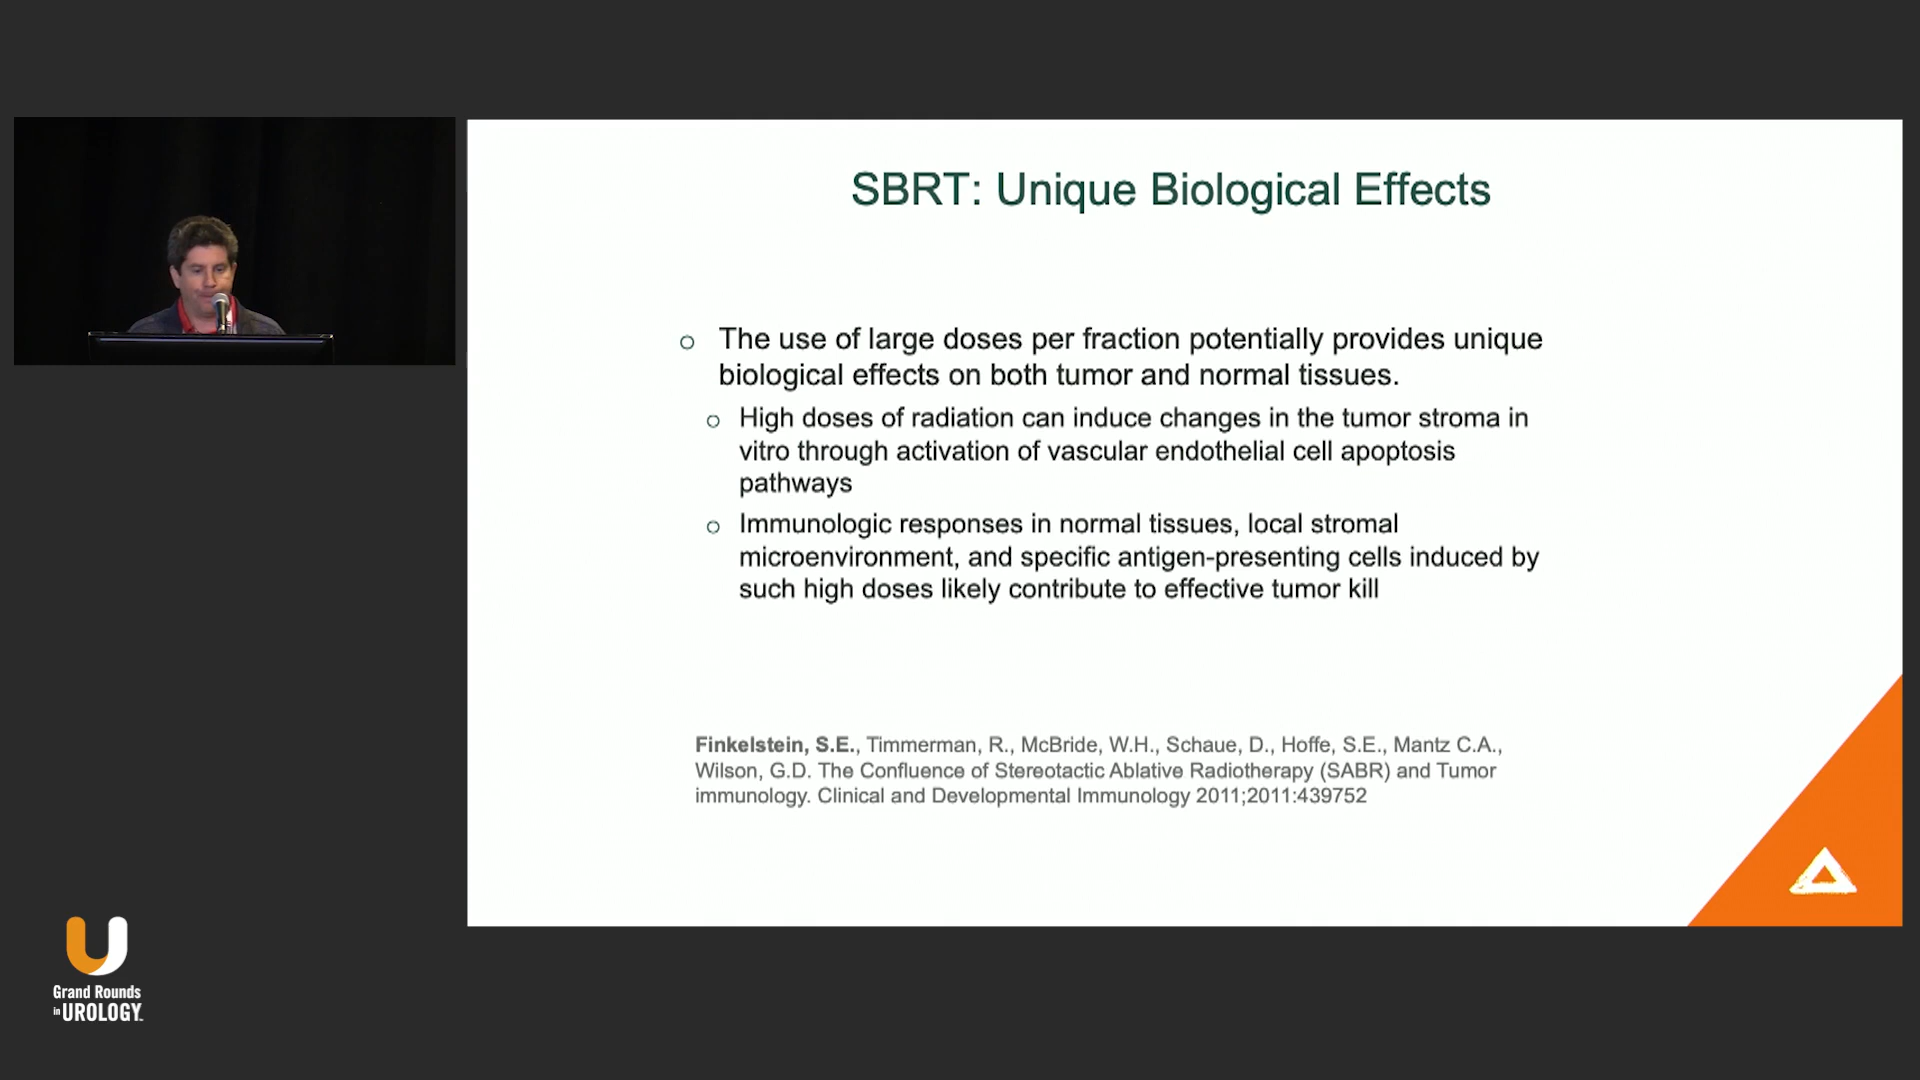 SBRT: Unique Biological Effects
The use of large doses per fraction potentially provides unique
biological effects on both tumor and normal tissues.
High doses of radiation can induce changes in the tumor stroma in
vitro through activation of vascular endothelial cell apoptosis
pathways
Immunologic responses in normal tissues, local stromal
microenvironment, and specific antigen-presenting cells induced by
such high doses likely contribute to effective tumor kill
Finkelstein, S.E., Timmerman, R., McBride, W.H., Schaue, D., Hoffe, S.E., Mantz C.A.,
Wilson, G.D. The Confluence of Stereotactic Ablative Radiotherapy (SABR) and Tumor
immunology. Clinical and Developmental Immunology 2011;2011:439752
Grand Rounds
in UROLOGY